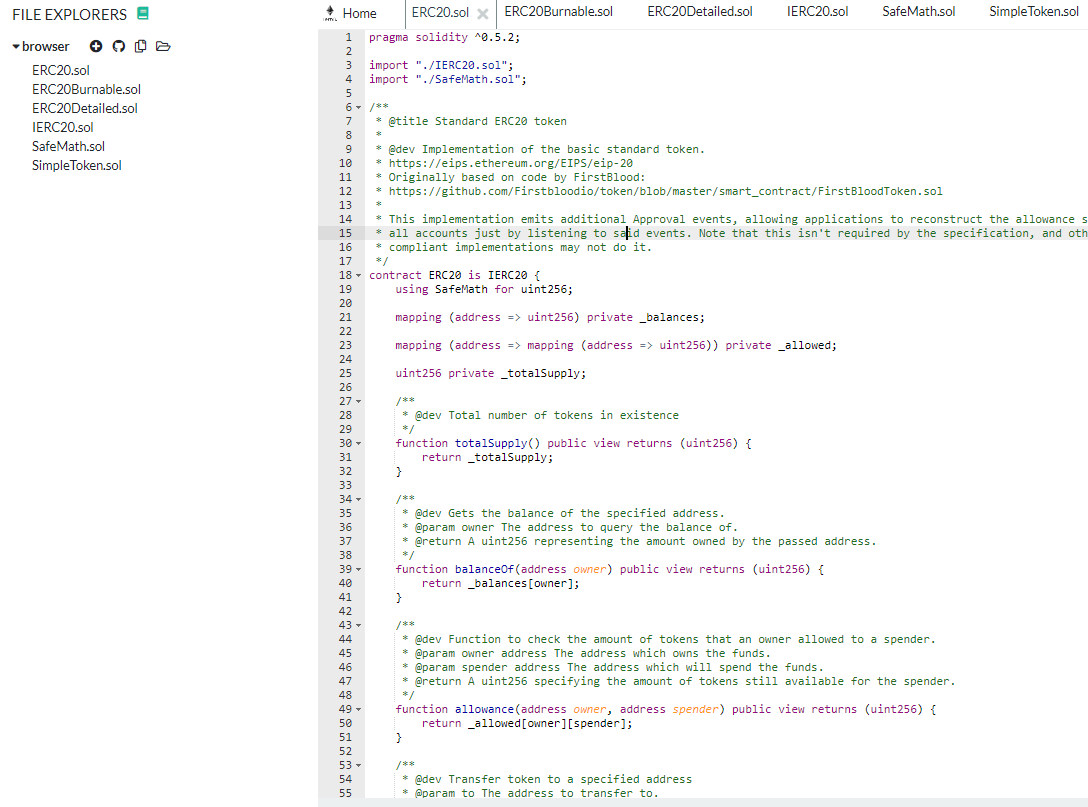 FILE EXPLORERS
browser
ERC20.sol
ERC20Burnable.sol
ERC20Detailed.sol
IERC20.sol
SafeMath.sol
SimpleToken.sol
Home ERC20.sol ERC20Burnable.sol ERC20Detailed.sol IERC20.sol SafeMath.sol SimpleToken.sol
1 pragma solidity ^0.5.2;
2
3 import "./IERC20.sol";
4 import "./SafeMath.sol";
5
6 /**
7 * @title Standard ERC20 token
8 *
9 * @dev Implementation of the basic standard token.
10 * https://eips.ethereum.org/EIPS/eip-20
11 * Originally based on code by FirstBlood:
12 * https://github.com/Firstbloodio/token/blob/master/smart_contract/FirstBloodToken.sol
13 *
14 * This implementation emits additional Approval events, allowing applications to reconstruct the allowance s
15 * all accounts just by listening to said events. Note that this isn't required by the specification, and oth
16 * compliant implementations may not do it.
17 */
18 contract ERC20 is IERC20 {
19 using SafeMath for uint256;
20
21 mapping (address => uint256) private _balances;
22
23 mapping (address => mapping (address => uint256)) private _allowed;
24
25 uint256 private _totalSupply;
26
27 /**
28 * @dev Total number of tokens in existence
29 */
30 function totalSupply() public view returns (uint256) {
31 return _totalSupply;
32 }
33
34 /**
35 * @dev Gets the balance of the specified address.
36 * @param owner The address to query the balance of.
37 * @return A uint256 representing the amount owned by the passed address.
38 */
39 function balanceOf(address owner) public view returns (uint256) {
40 return _balances[owner];
41 }
42
43 /**
44 * @dev Function to check the amount of tokens that an owner allowed to a spender.
45 * @param owner address The address which owns the funds.
46 * @param spender address The address which will spend the funds.
47 * @return A uint256 specifying the amount of tokens still available for the spender.
48 */
49 function allowance(address owner, address spender) public view returns (uint256) {
50 return _allowed[owner][spender];
51 }
52
53 /**
54 * @dev Transfer token to a specified address
55 * @param to The address to transfer to.